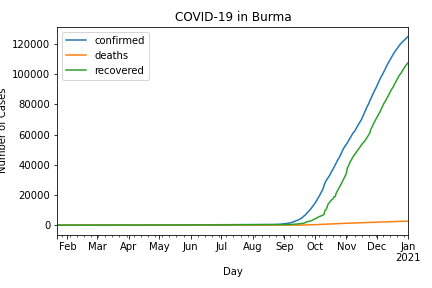 COVID-19 in Burma
confirmed
deaths
recovered
120000
100000
80000
60000
40000
20000
0
Number of Cases
Feb Mar Apr May Jun Jul Aug Sep Oct Nov Dec Jan
2021
Day